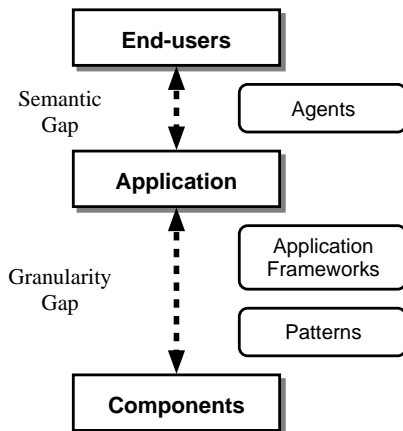 End-users
Semantic
Gap
Agents
Application
Application
Frameworks
Granularity
Gap
Patterns
Components